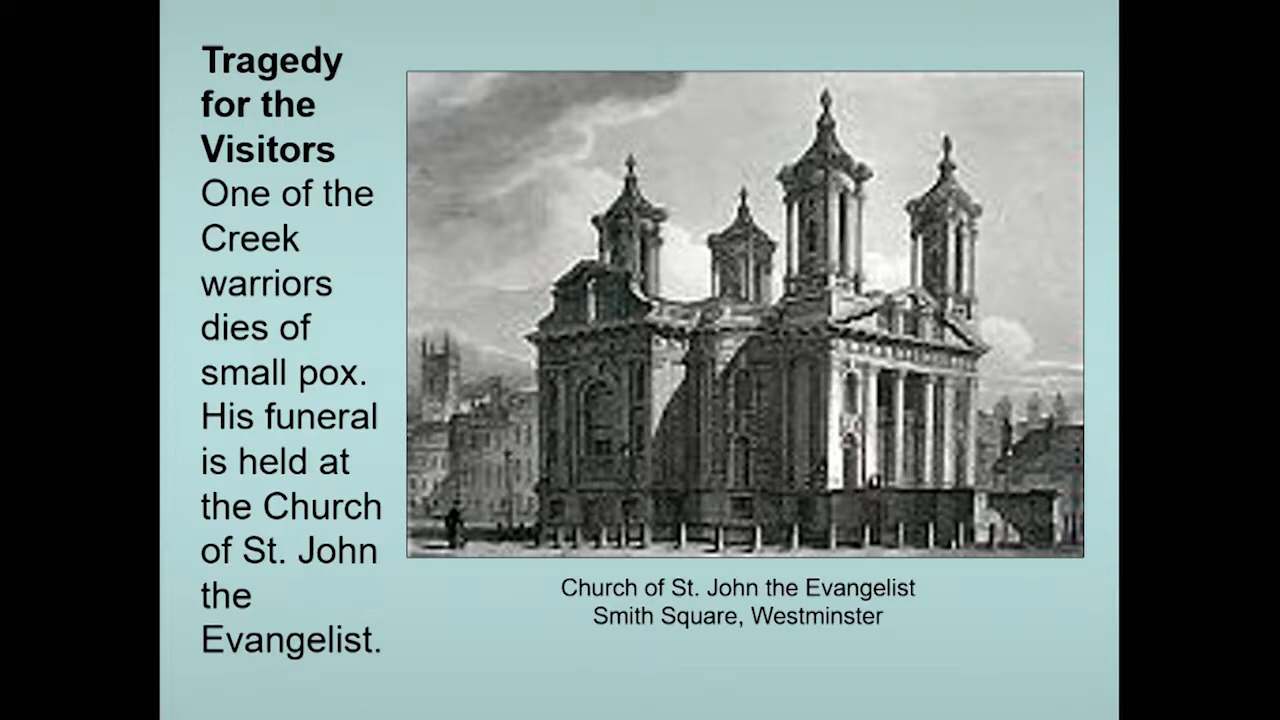 Tragedy
for the
Visitors
One of the
Creek
warriors
dies of
small pox.
His funeral
is held at
the Church
of St. John
the
Evangelist.
Church of St. John the Evangelist
Smith Square, Westminster